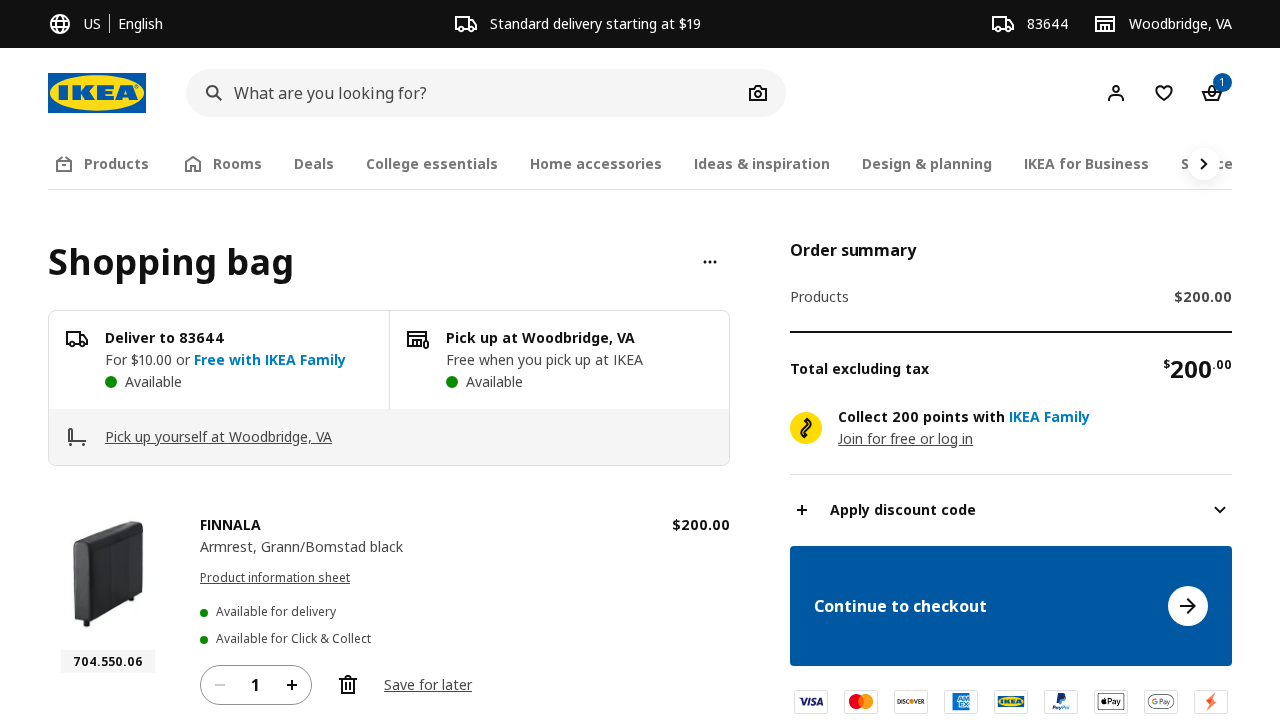 US English
Standard delivery starting at $19
83644
Woodbridge, VA
IKEA
What are you looking for?
1
Products
Rooms
Deals
College essentials
Home accessories
Ideas & inspiration
Design & planning
IKEA for Business
Shopping bag
Deliver to 83644
For $10.00 or Free with IKEA Family
Available
Pick up at Woodbridge, VA
Free when you pick up at IKEA
Available
Pick up yourself at Woodbridge, VA
704.550.06
FINNALA
$200.00
Armrest, Grann/Bomstad black
Product information sheet
Available for delivery
Available for Click & Collect
1
Save for later
Order summary
Products
$200.00
Total excluding tax
$200.00
Collect 200 points with IKEA Family
Join for free or log in
Apply discount code
Continue to checkout
VISA
DISCOVER
AM EX
IKEA
PayPal
Pay
G Pay